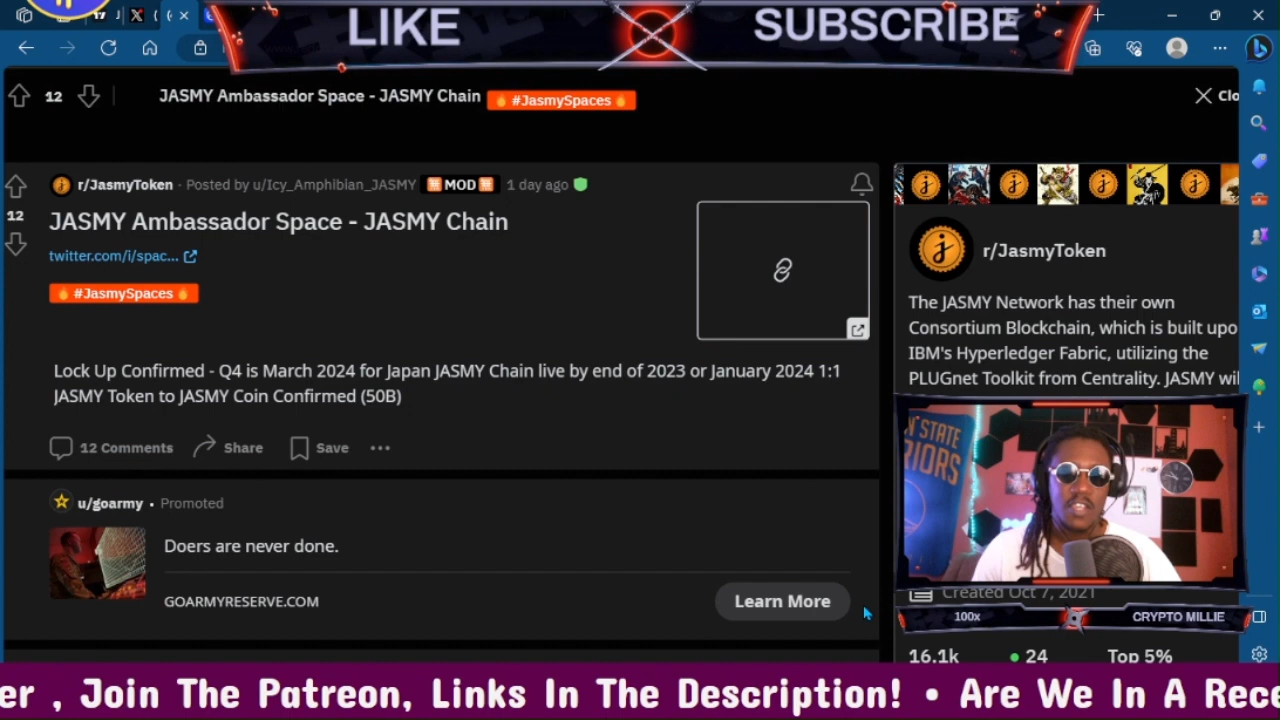 LIKE
SUBSCRIBE
12
JASMY Ambassador Space - JASMY Chain
#JasmySpaces
Clo
r/JasmyToken · Posted by u/Icy_Amphibian_JASMY MOD 1 day ago
12
JASMY Ambassador Space - JASMY Chain
twitter.com/i/spac...
#JasmySpaces
Lock Up Confirmed - Q4 is March 2024 for Japan JASMY Chain live by end of 2023 or January 2024 1:1
JASMY Token to JASMY Coin Confirmed (50B)
12 Comments
Share
Save
u/goarmy • Promoted
Doers are never done.
GOARMYRESERVE.COM
Learn More
r/JasmyToken
The JASMY Network has their own
Consortium Blockchain, which is built upo
IBM's Hyperledger Fabric, utilizing the
PLUGnet Toolkit from Centrality. JASMY wil
N STATE
RIORS
Created Oct 7, 2021
100x
CRYPTO MILLIE
16.1k
24
Top 5%
er , Join The Patreon, Links In The Description! • Are We In A Rece